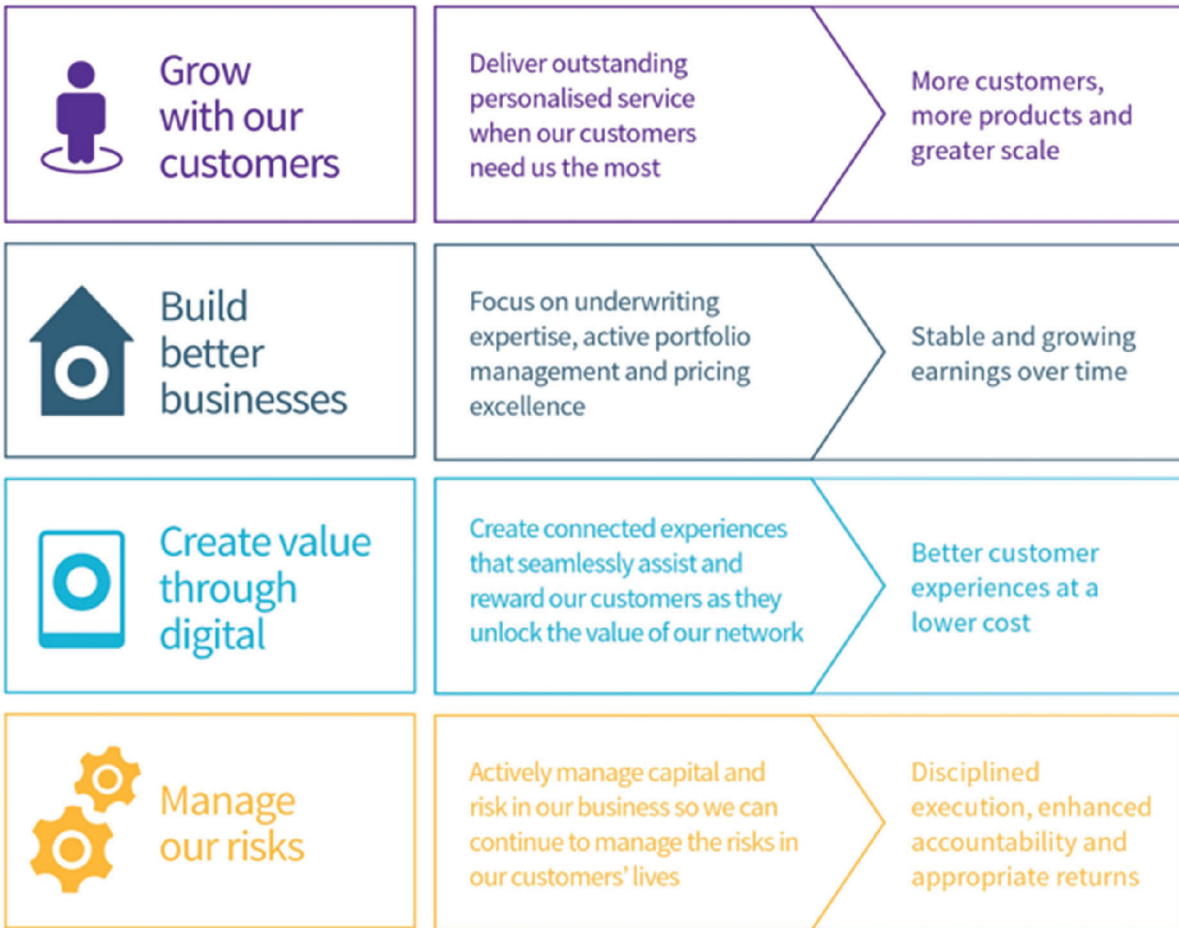 Grow
with our
customers
Deliver outstanding
personalised service
when our customers
need us the most
More customers,
more products and
greater scale
Build
better
businesses
Focus on underwriting
expertise, active portfolio
management and pricing
excellence
Stable and growing
earnings over time
Create value
through
digital
Create connected experiences
that seamlessly assist and
reward our customers as they
unlock the value of our network
Better customer
experiences at a
lower cost
Manage
our risks
Actively manage capital and
risk in our business so we can
continue to manage the risks in
our customers' lives
Disciplined
execution, enhanced
accountability and
appropriate returns